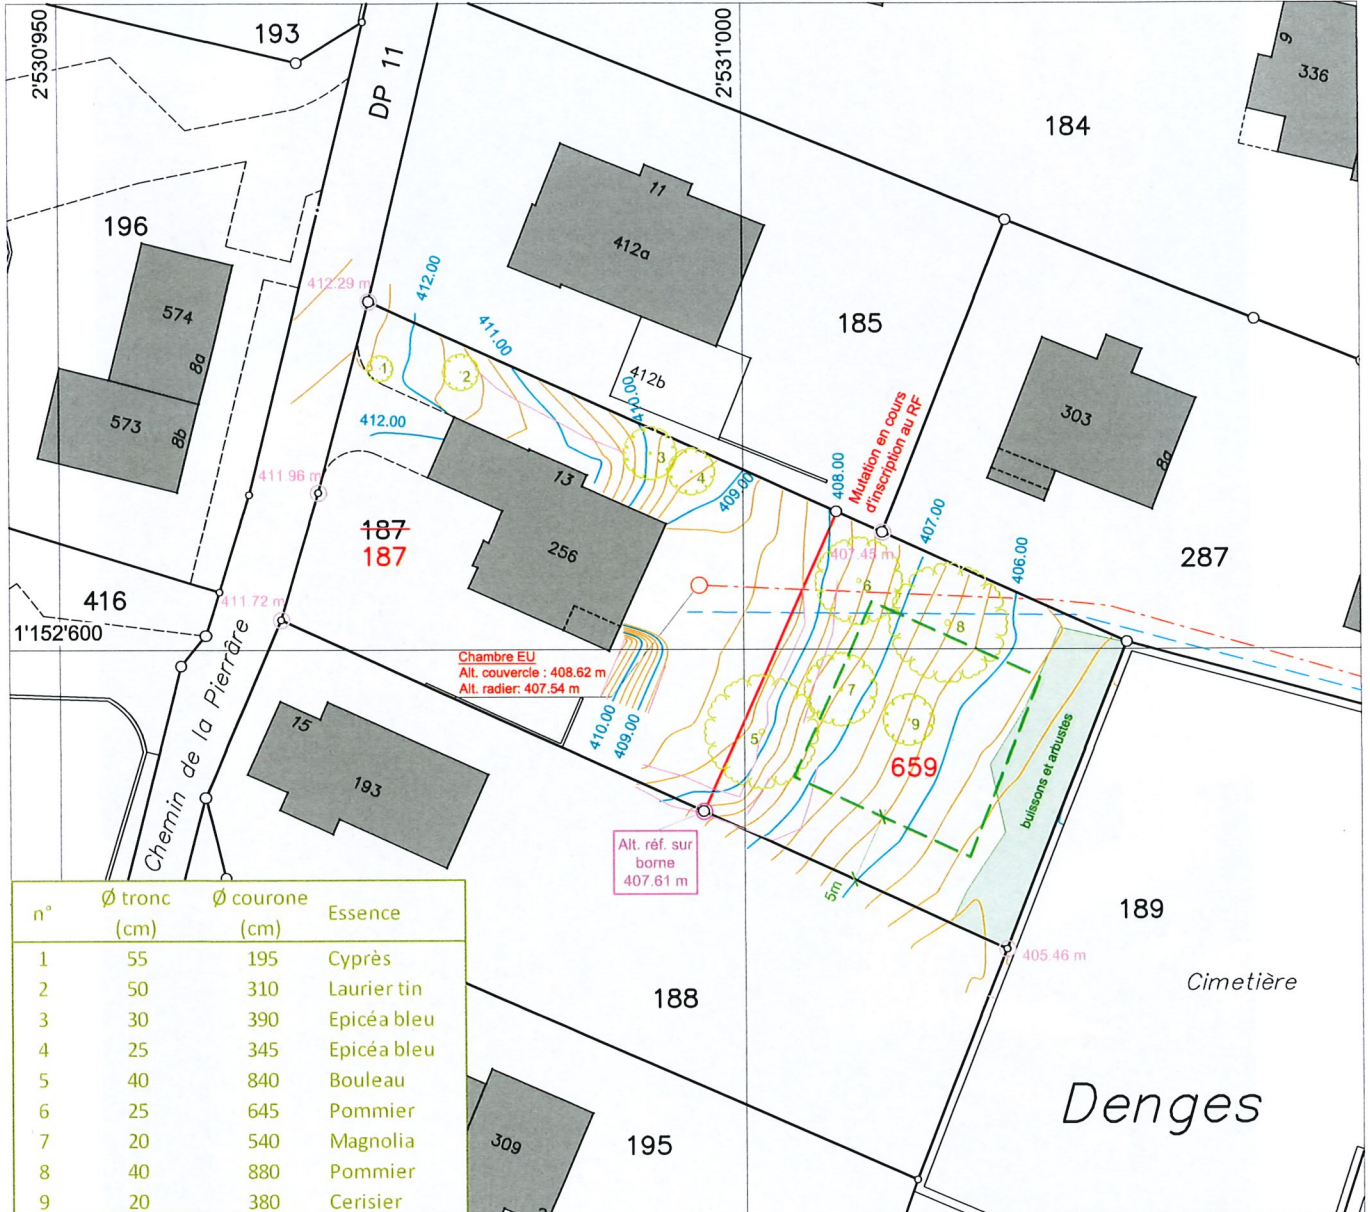 2'530'950
193
DP 11
2'531'000
184
9
336
196
11
412a
185
412.29 m
412.00
411.00
574
8a
573
8b
1
2
412b
410.00
303
8a
412.00
3
4
409.00
408.00
Mutation en cours
d'inscription au RF
407.00
406.00
411.96 m
13
187
187
256
407.45 m
6
8
287
416
411.72 m
1'152'600
Chambre EU
Alt. couvercle : 408.62 m
Alt. radier: 407.54 m
410.00
409.00
7
9
5
659
buissons et arbustes
Chemin de la Pierrâre
15
193
Alt. réf. sur
borne
407.61 m
5m
189
405.46 m
Cimetière
188
Denges
309
195
n° Ø tronc (cm) Ø courone (cm) Essence
1 55 195 Cyprès
2 50 310 Laurier tin
3 30 390 Epicéa bleu
4 25 345 Epicéa bleu
5 40 840 Bouleau
6 25 645 Pommier
7 20 540 Magnolia
8 40 880 Pommier
9 20 380 Cerisier